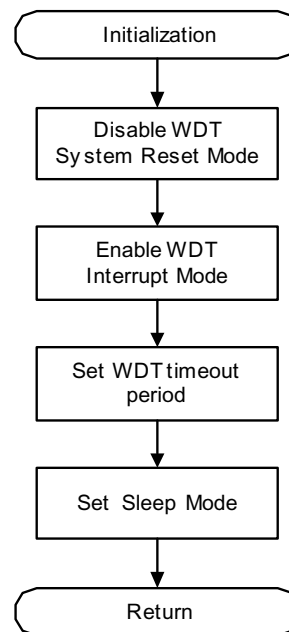 Initialization
Disable WDT
System Reset Mode
Enable WDT
Interrupt Mode
Set WDT timeout
period
Set Sleep Mode
Return